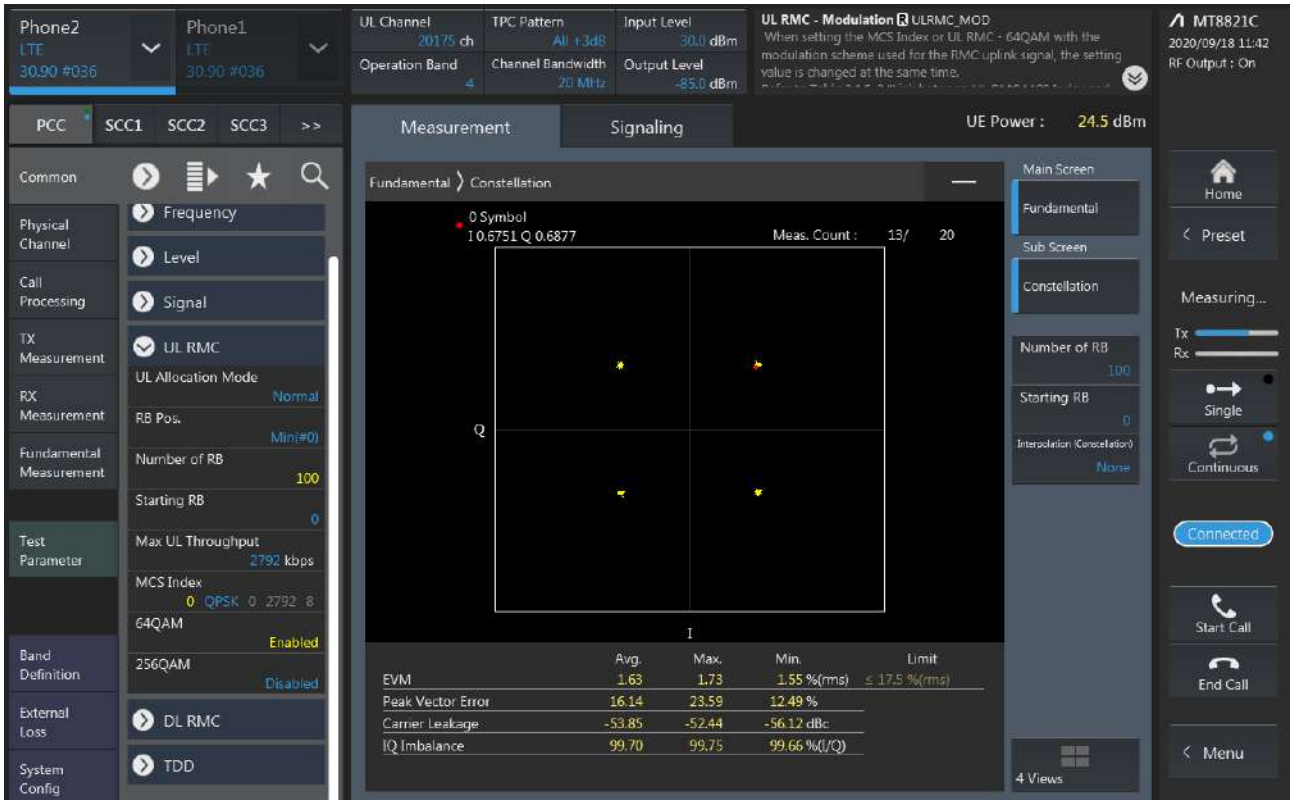 Phone2
LTE
30.90 #036
Phone1
LTE
30.90 #036
UL Channel
20175 ch
TPC Pattern
All +3dB
Input Level
30.0 dBm
Operation Band
4
Channel Bandwidth
20 MHz
Output Level
-85.0 dBm
UL RMC - Modulation R ULRMC_MOD
When setting the MCS Index or UL RMC - 64QAM with the
modulation scheme used for the RMC uplink signal, the setting
value is changed at the same time.
MT8821C
2020/09/18 11:42
RF Output : On
PCC SCC1 SCC2 SCC3 >>
Measurement
Signaling
UE Power : 24.5 dBm
Common
Physical
Channel
Call
Processing
TX
Measurement
RX
Measurement
Fundamental
Measurement
Test
Parameter
Band
Definition
External
Loss
System
Config
Frequency
Level
Signal
UL RMC
UL Allocation Mode
Normal
RB Pos.
Min(#0)
Number of RB
100
Starting RB
0
Max UL Throughput
2792 kbps
MCS Index
0 QPSK 0 2792 8
64QAM
Enabled
256QAM
Disabled
DL RMC
TDD
Fundamental 〉 Constellation
0 Symbol
I 0.6751 Q 0.6877
Meas. Count : 13/ 20
Q
I
Avg. Max. Min. Limit
EVM 1.63 1.73 1.55 %(rms) ≤ 17.5 %(rms)
Peak Vector Error 16.14 23.59 12.49 %
Carrier Leakage -53.85 -52.44 -56.12 dBc
IQ Imbalance 99.70 99.75 99.66 %(I/Q)
Main Screen
Fundamental
Sub Screen
Constellation
Number of RB
100
Starting RB
0
Interpolation (Constellation)
None
4 Views
Home
< Preset
Measuring...
Tx
Rx
Single
Continuous
Connected
Start Call
End Call
< Menu